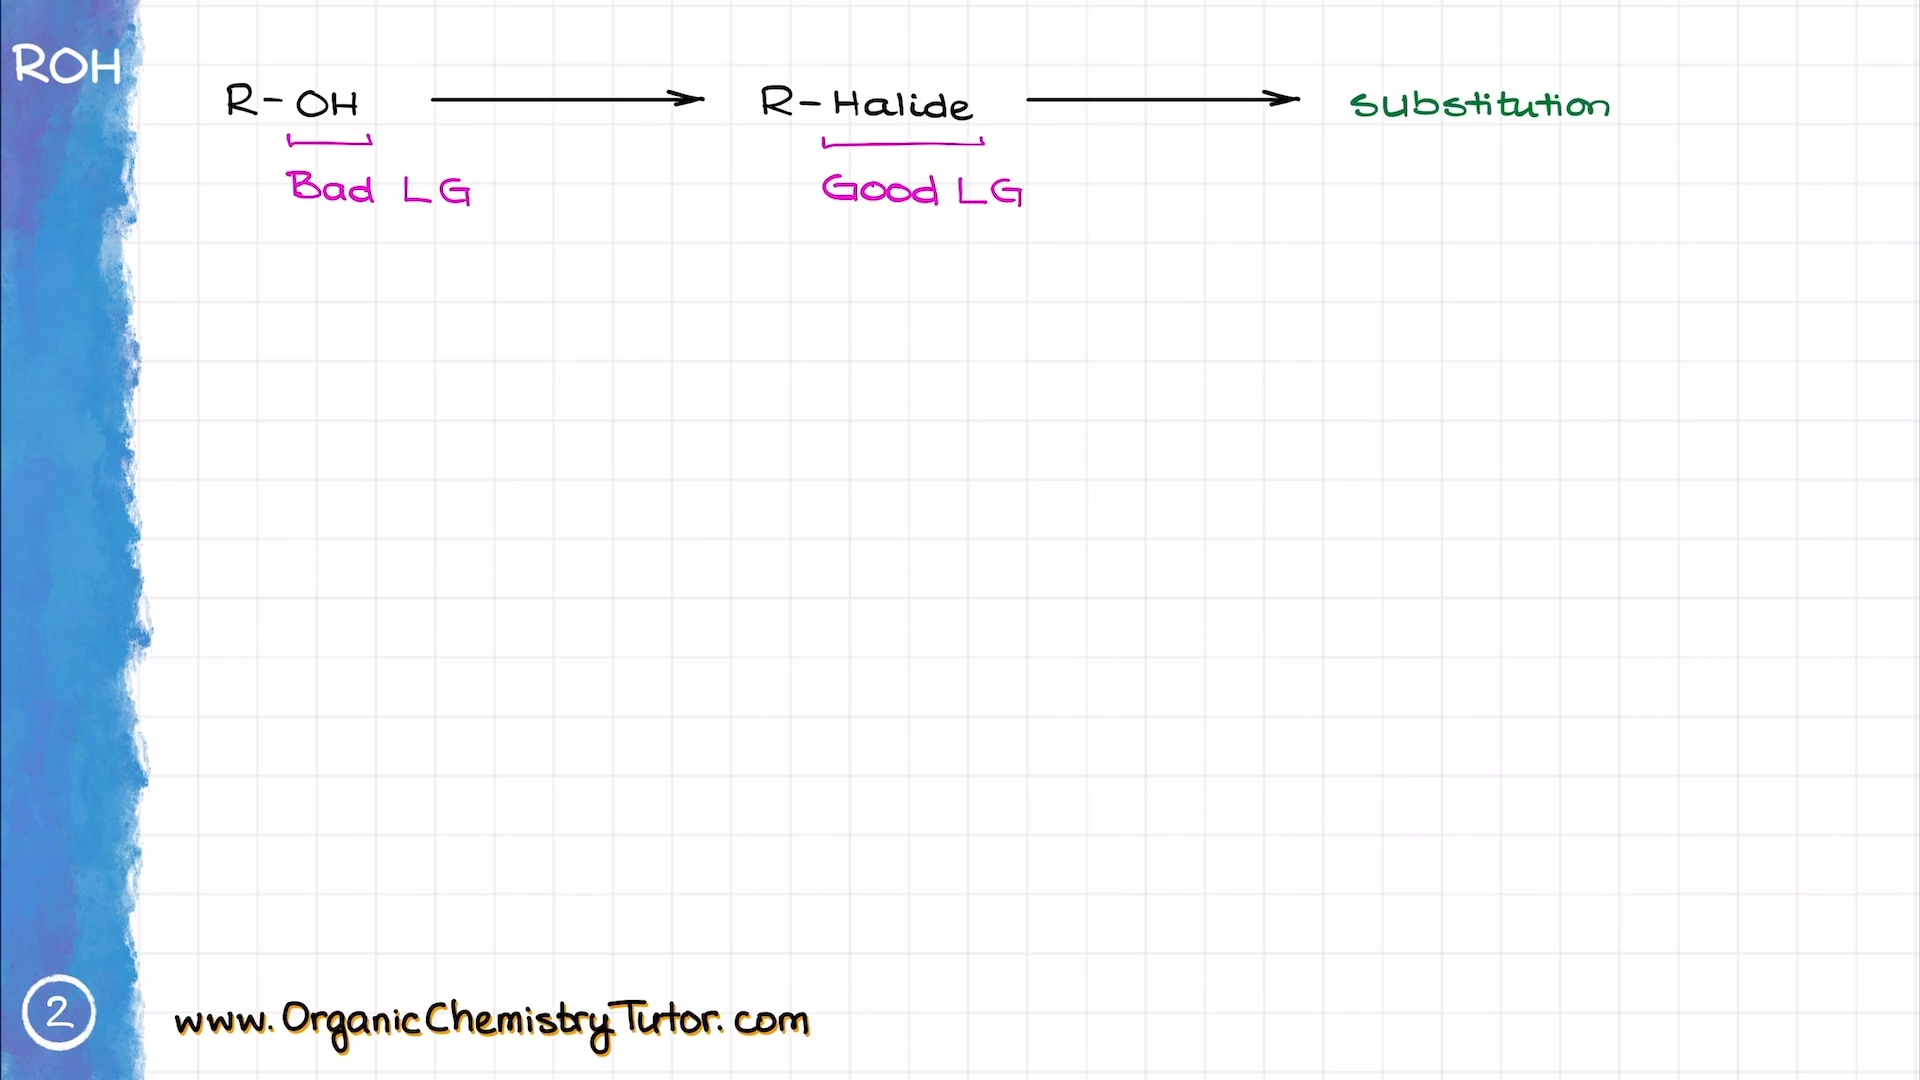 ROH
R-OH ⟶ R-Halide ⟶ substitution
Bad LG Good LG
2
www.OrganicChemistryTutor.com